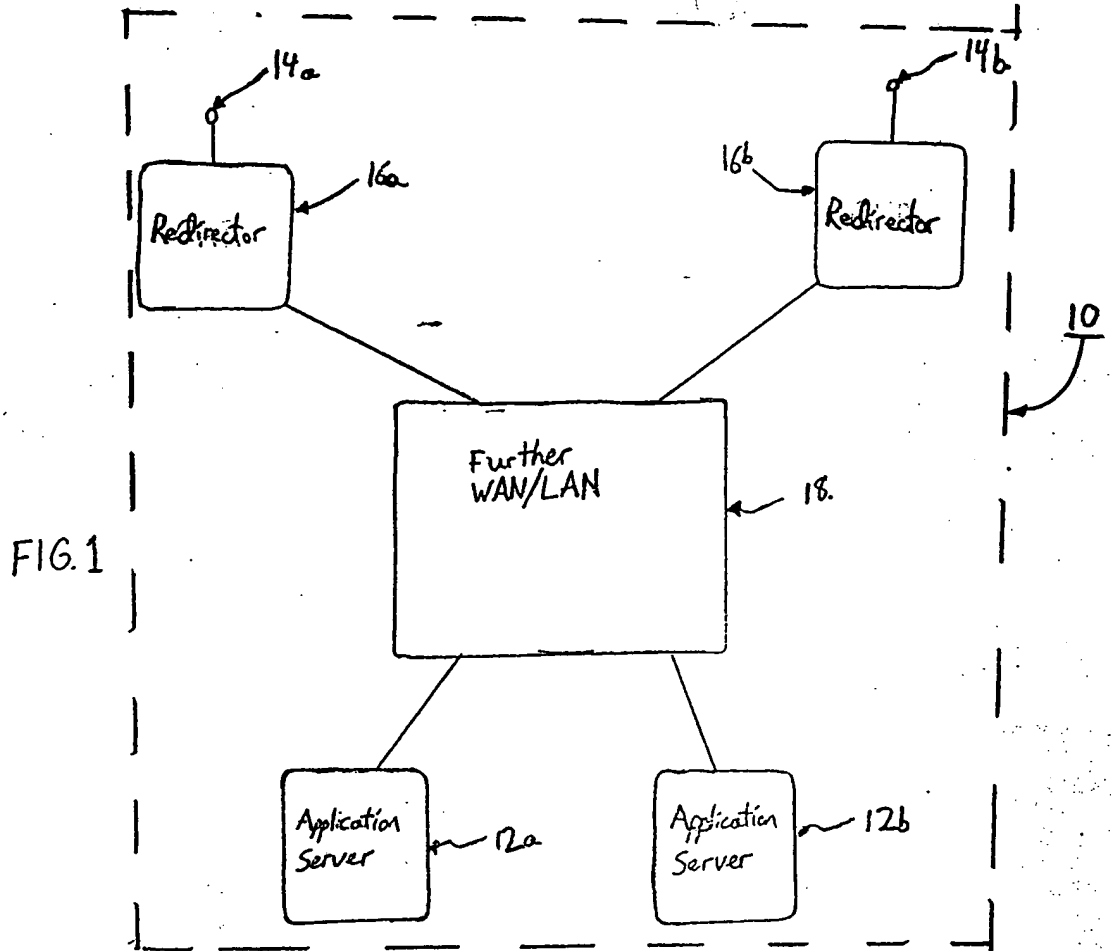 14a
14b
16a
16b
Redirector
Redirector
10
Further
WAN/LAN
18.
FIG. 1
Application
Server
12a
Application
Server
12b